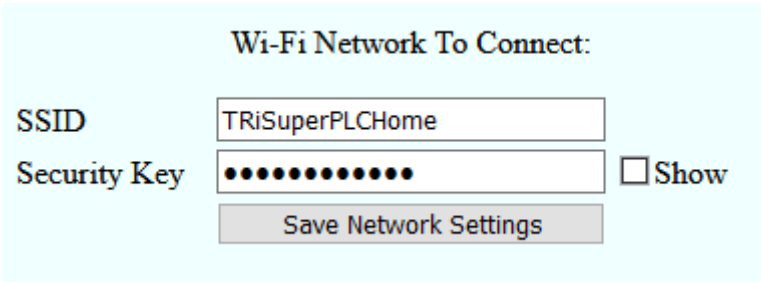 Wi-Fi Network To Connect:
SSID TRiSuperPLCHome
Security Key ●●●●●●●●●●●● Show
Save Network Settings